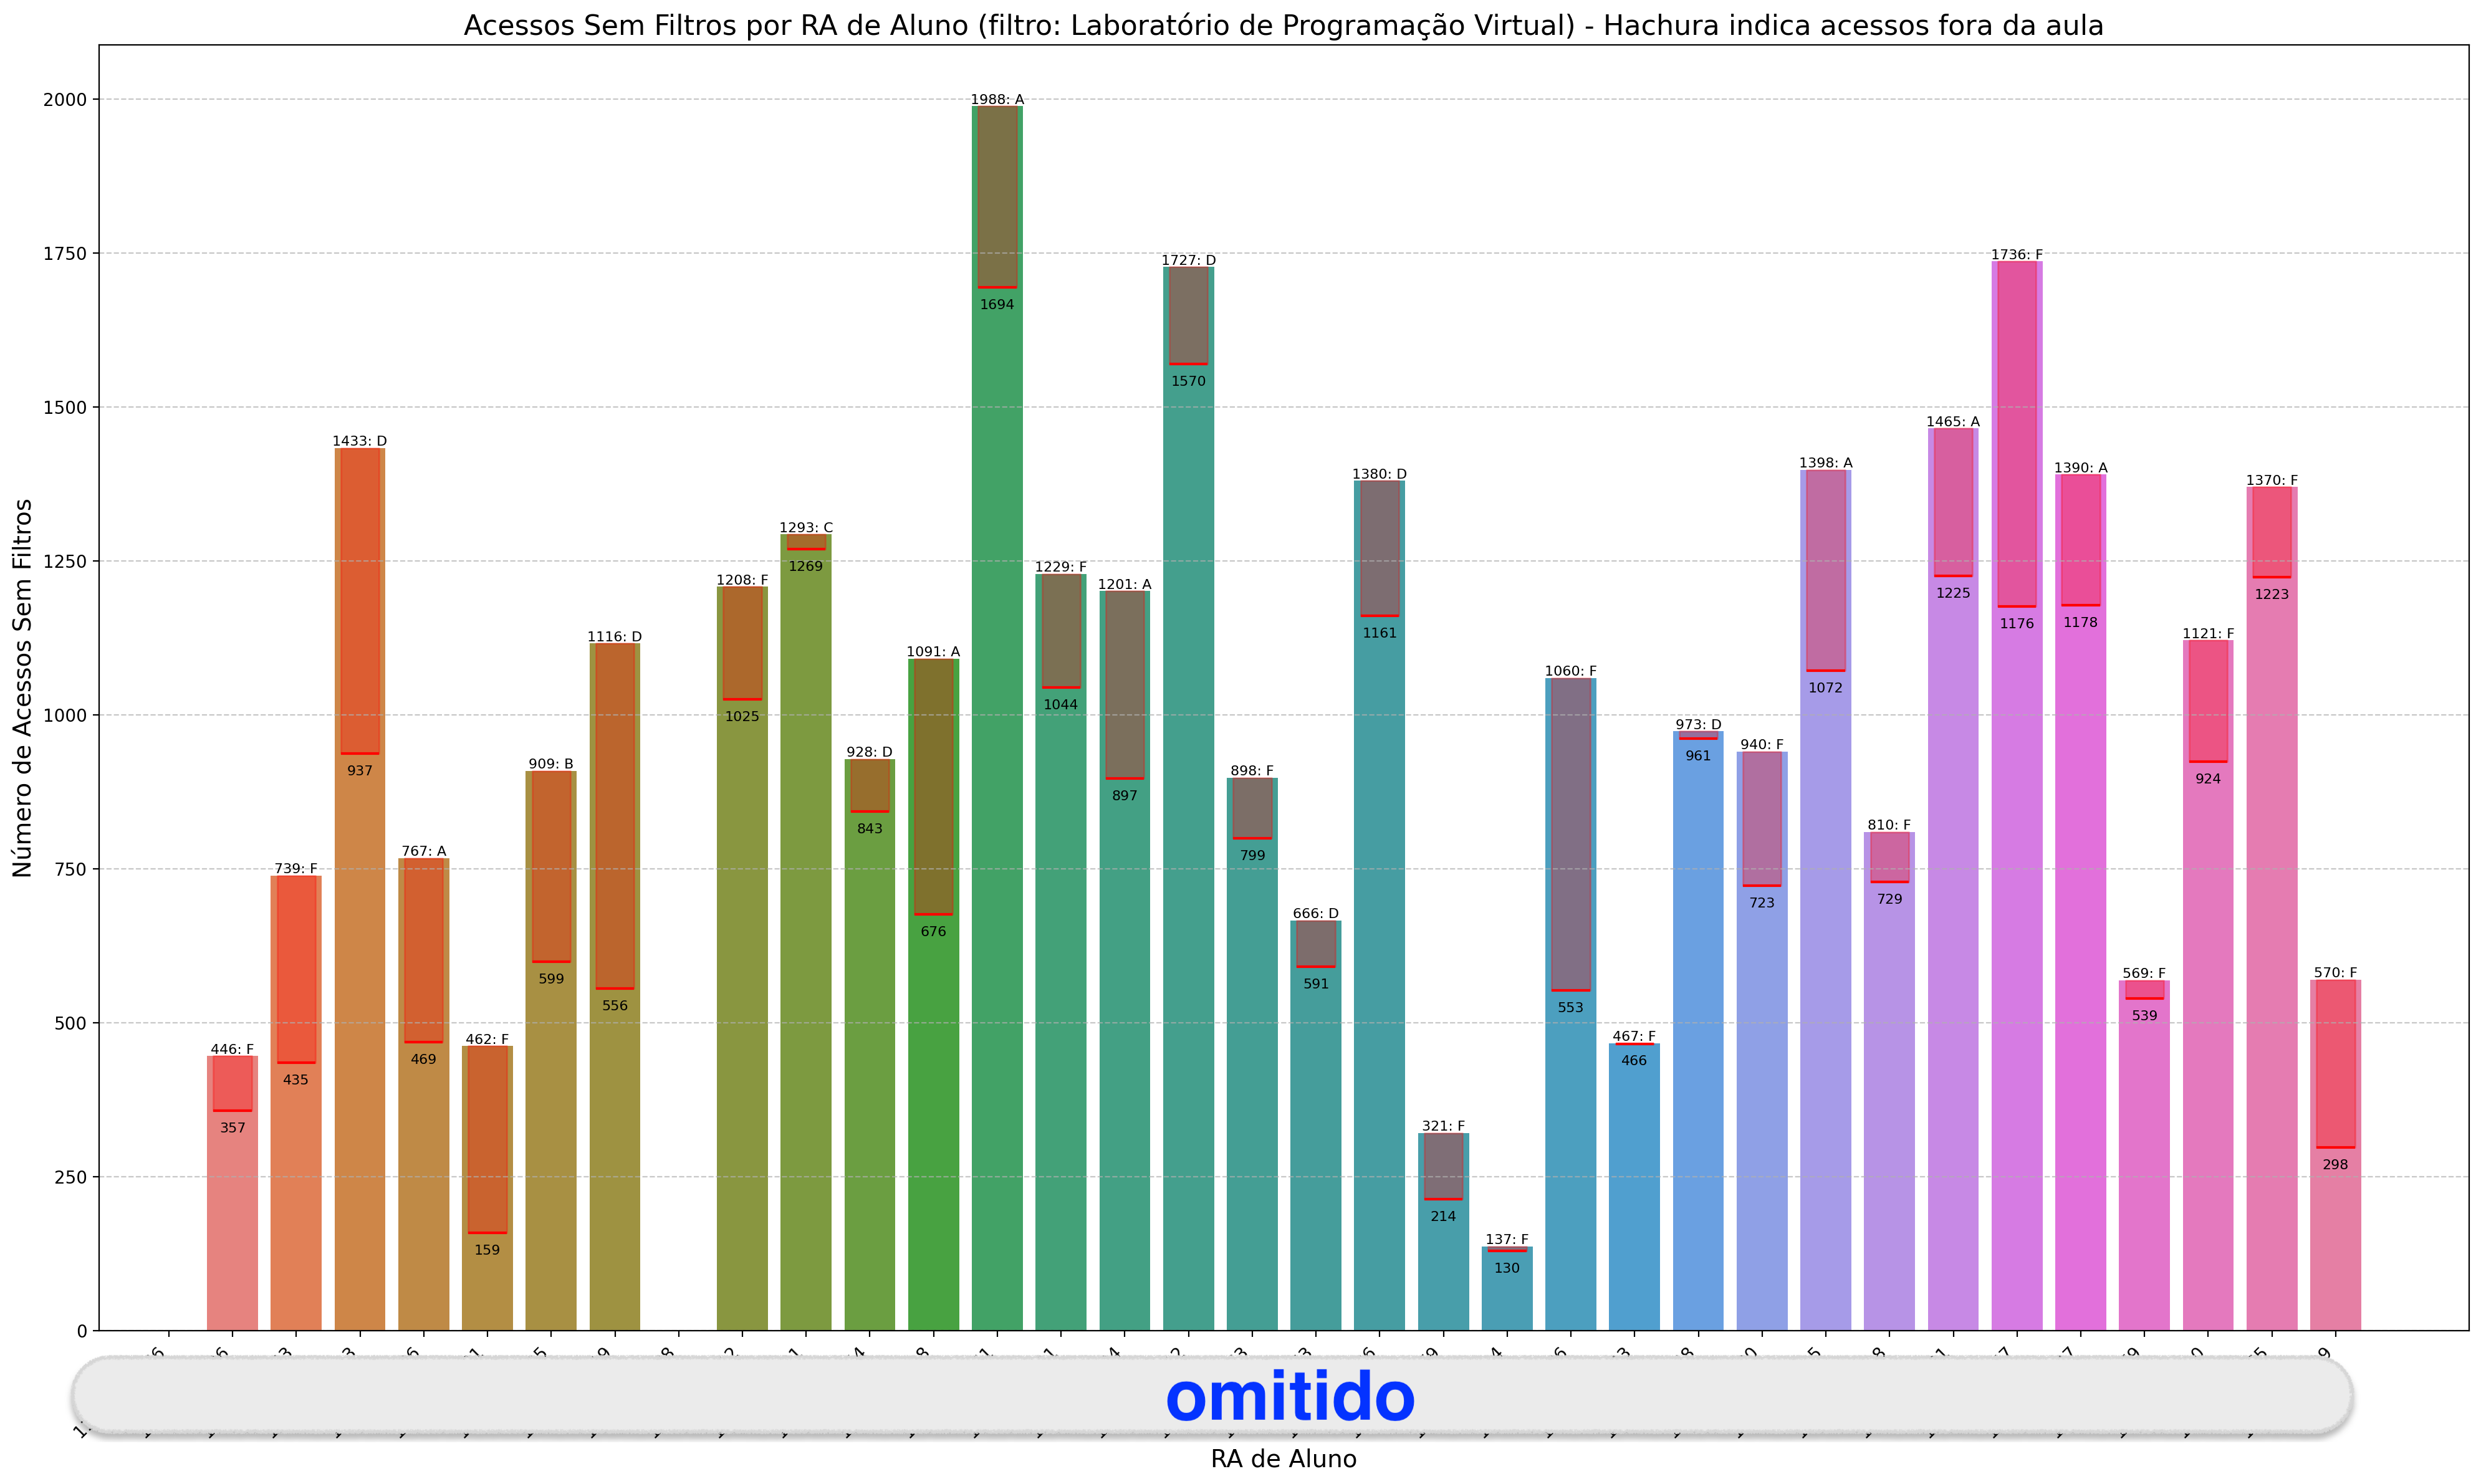 Acessos Sem Filtros por RA de Aluno (filtro: Laboratório de Programação Virtual) - Hachura indica acessos fora da aula
Número de Acessos Sem Filtros
2000
1750
1500
1250
1000
750
500
250
0
446: F
357
739: F
435
1433: D
937
767: A
469
462: F
159
909: B
599
1116: D
556
1208: F
1025
1293: C
1269
928: D
843
1091: A
676
1988: A
1694
1229: F
1044
1201: A
897
1727: D
1570
898: F
799
666: D
591
1380: D
1161
321: F
214
137: F
130
1060: F
553
467: F
466
973: D
961
940: F
723
1398: A
1072
810: F
729
1465: A
1225
1736: F
1176
1390: A
1178
569: F
539
1121: F
924
1370: F
1223
570: F
298
omitido
RA de Aluno